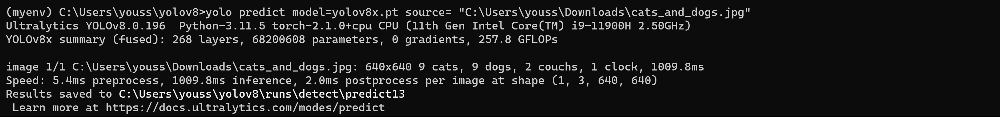 (myenv) C:\Users\youss\yolov8>yolo predict model=yolov8x.pt source= "C:\Users\youss\Downloads\cats_and_dogs.jpg"
Ultralytics YOLOv8.0.196  Python-3.11.5 torch-2.1.0+cpu CPU (11th Gen Intel Core(TM) i9-11900H 2.50GHz)
YOLOv8x summary (fused): 268 layers, 68200608 parameters, 0 gradients, 257.8 GFLOPs
image 1/1 C:\Users\youss\Downloads\cats_and_dogs.jpg: 640x640 9 cats, 9 dogs, 2 couchs, 1 clock, 1009.8ms
Speed: 5.4ms preprocess, 1009.8ms inference, 2.0ms postprocess per image at shape (1, 3, 640, 640)
Results saved to C:\Users\youss\yolov8\runs\detect\predict13
 Learn more at https://docs.ultralytics.com/modes/predict